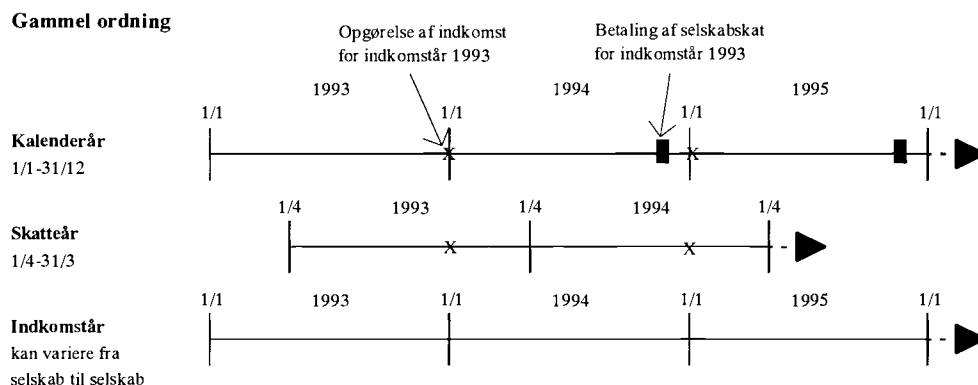 Gammel ordning
Opgørelse af indkomst
for indkomstår 1993
Betaling af selskabskat
for indkomstår 1993
1993 1994 1995
1/1 1/1 1/1 1/1
Kalenderår
1/1-31/12
x x
1/4 1993 1/4 1994 1/4
Skatteår
1/4-31/3
x x
1/1 1993 1/1 1994 1/1 1995 1/1
Indkomstår
kan variere fra
selskab til selskab